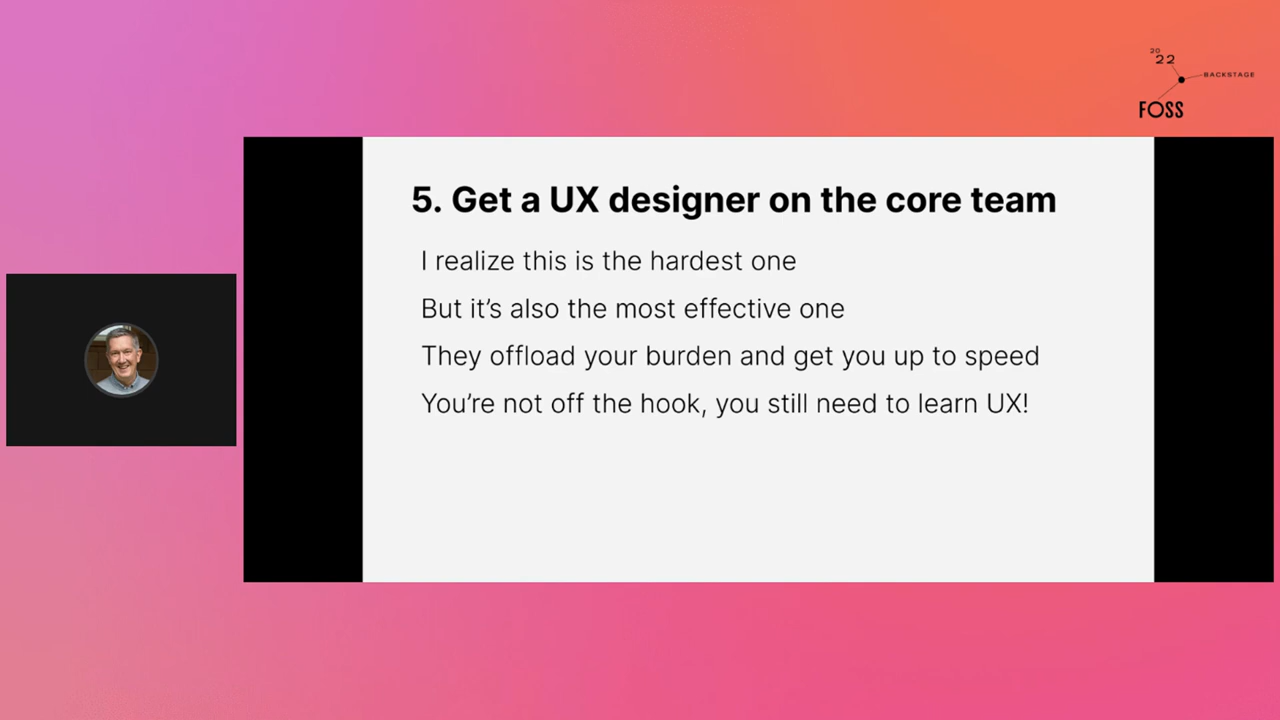 20
22
BACKSTAGE
FOSS
5. Get a UX designer on the core team
I realize this is the hardest one
But it’s also the most effective one
They offload your burden and get you up to speed
You’re not off the hook, you still need to learn UX!